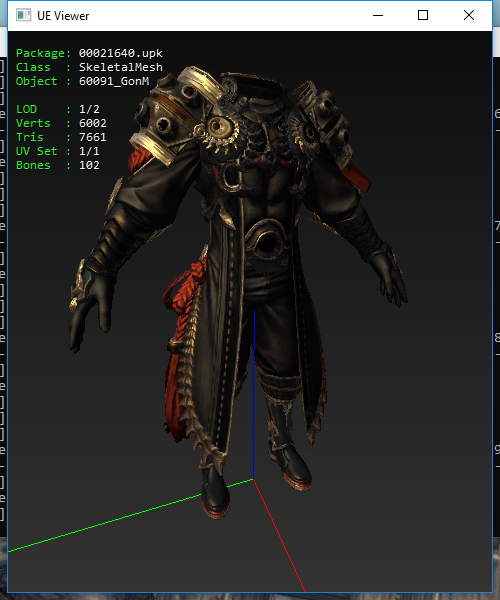 UE Viewer
Package: 00021640.upk
Class : SkeletalMesh
Object : 60091_GonM
LOD : 1/2
Verts : 6002
Tris : 7661
UV Set : 1/1
Bones : 102